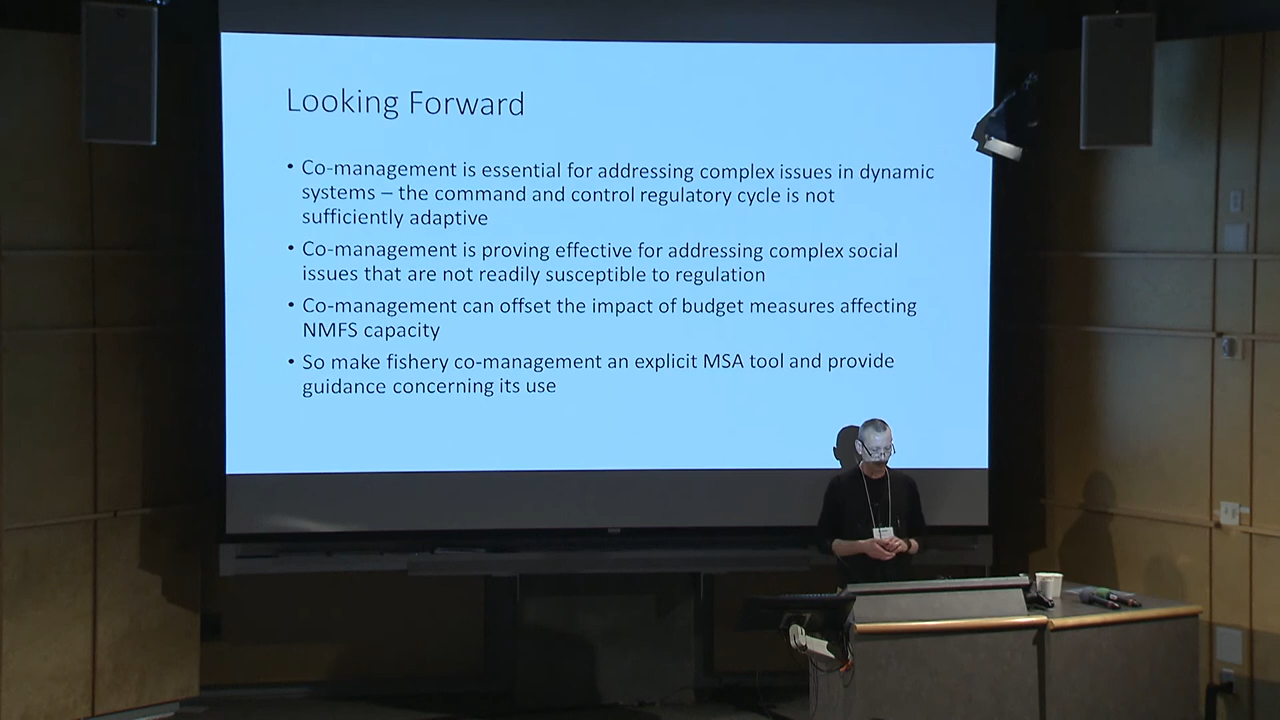 Looking Forward
• Co-management is essential for addressing complex issues in dynamic
systems – the command and control regulatory cycle is not
sufficiently adaptive
• Co-management is proving effective for addressing complex social
issues that are not readily susceptible to regulation
• Co-management can offset the impact of budget measures affecting
NMFS capacity
• So make fishery co-management an explicit MSA tool and provide
guidance concerning its use